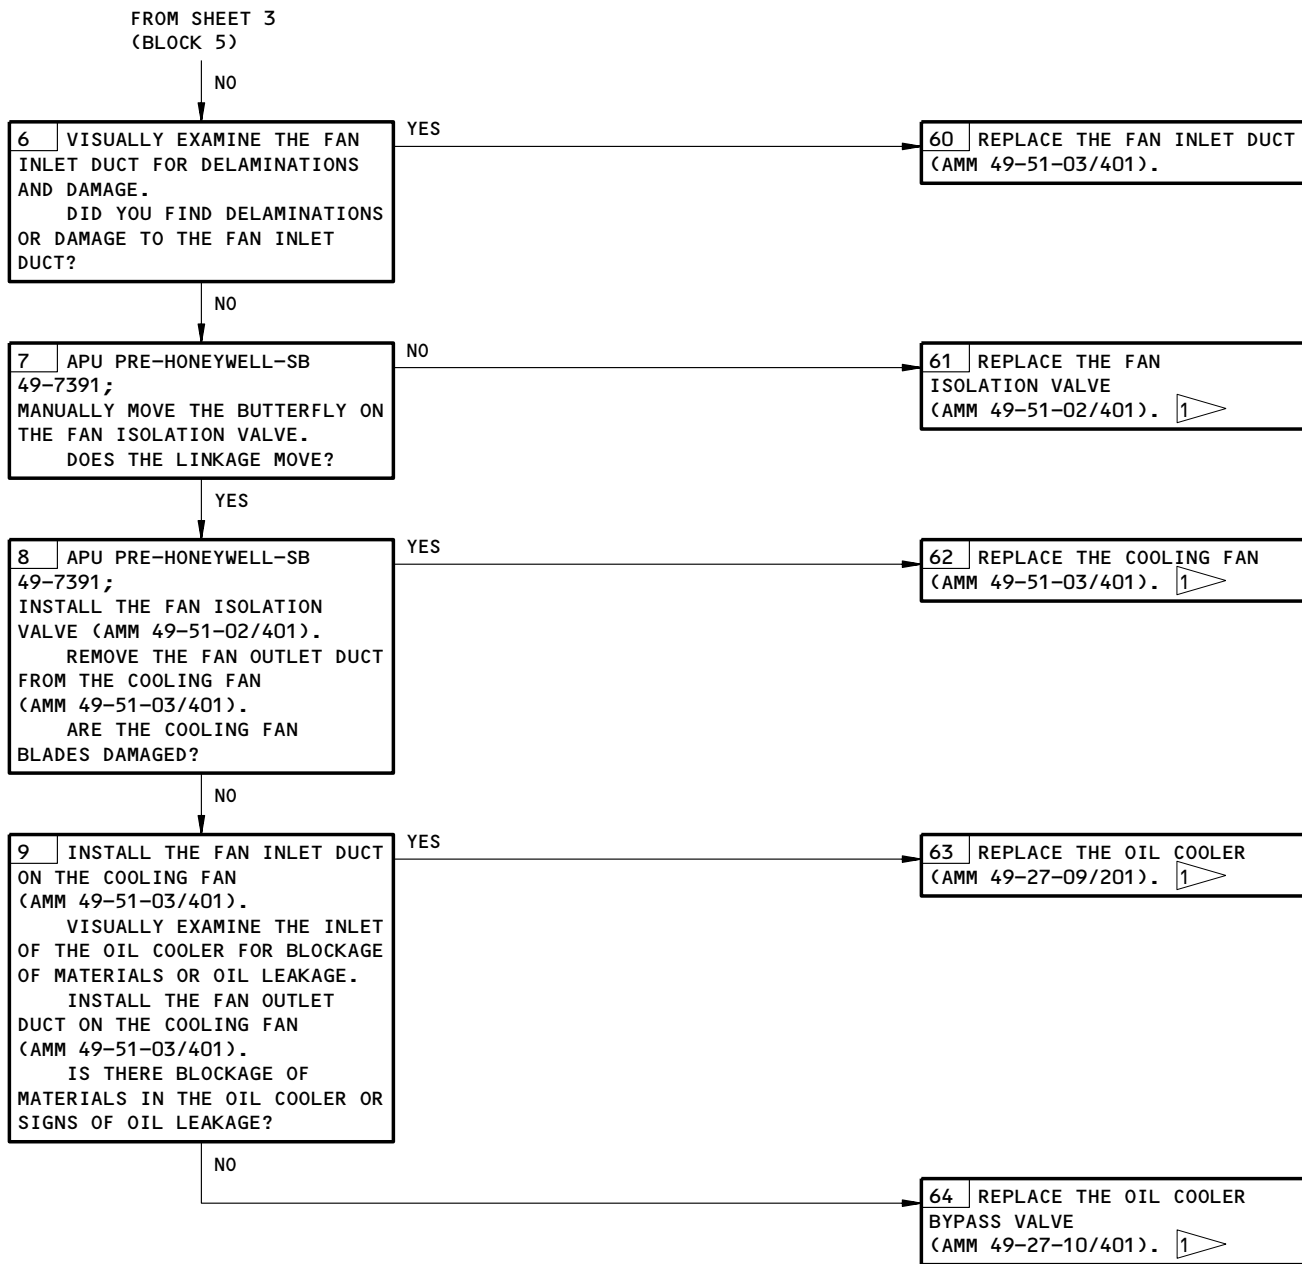 FROM SHEET 3
(BLOCK 5)
NO
6 VISUALLY EXAMINE THE FAN
INLET DUCT FOR DELAMINATIONS
AND DAMAGE.
DID YOU FIND DELAMINATIONS
OR DAMAGE TO THE FAN INLET
DUCT?
YES
60 REPLACE THE FAN INLET DUCT
(AMM 49-51-03/401).
NO
7 APU PRE-HONEYWELL-SB
49-7391;
MANUALLY MOVE THE BUTTERFLY ON
THE FAN ISOLATION VALVE.
DOES THE LINKAGE MOVE?
NO
61 REPLACE THE FAN
ISOLATION VALVE
(AMM 49-51-02/401). 1
YES
8 APU PRE-HONEYWELL-SB
49-7391;
INSTALL THE FAN ISOLATION
VALVE (AMM 49-51-02/401).
REMOVE THE FAN OUTLET DUCT
FROM THE COOLING FAN
(AMM 49-51-03/401).
ARE THE COOLING FAN
BLADES DAMAGED?
YES
62 REPLACE THE COOLING FAN
(AMM 49-51-03/401). 1
NO
9 INSTALL THE FAN INLET DUCT
ON THE COOLING FAN
(AMM 49-51-03/401).
VISUALLY EXAMINE THE INLET
OF THE OIL COOLER FOR BLOCKAGE
OF MATERIALS OR OIL LEAKAGE.
INSTALL THE FAN OUTLET
DUCT ON THE COOLING FAN
(AMM 49-51-03/401).
IS THERE BLOCKAGE OF
MATERIALS IN THE OIL COOLER OR
SIGNS OF OIL LEAKAGE?
YES
63 REPLACE THE OIL COOLER
(AMM 49-27-09/201). 1
NO
64 REPLACE THE OIL COOLER
BYPASS VALVE
(AMM 49-27-10/401). 1